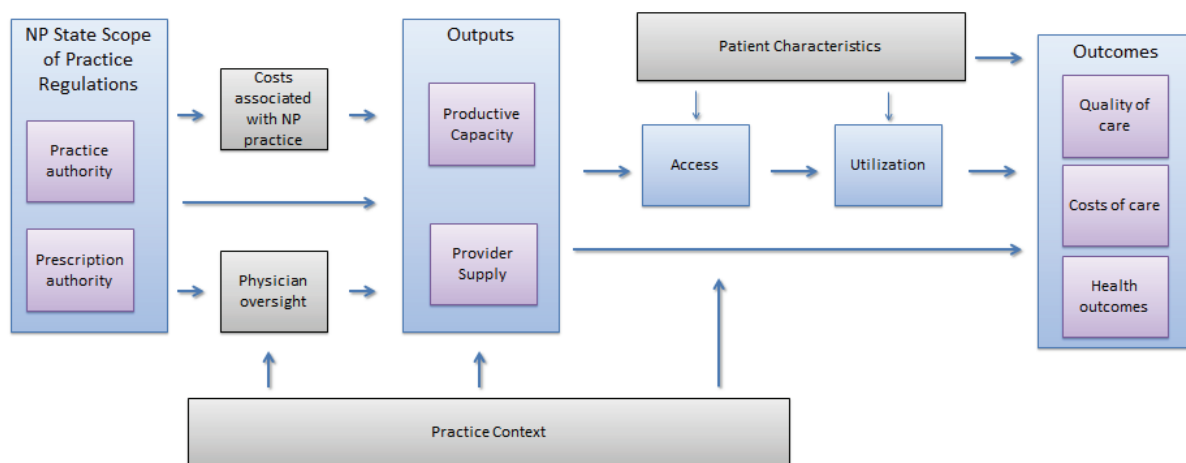 NP State Scope
of Practice
Regulations
Practice
authority
Prescription
authority
Costs
associated
with NP
practice
Physician
oversight
Outputs
Productive
Capacity
Provider
Supply
Patient Characteristics
Access
Utilization
Outcomes
Quality of
care
Costs of care
Health
outcomes
Practice Context